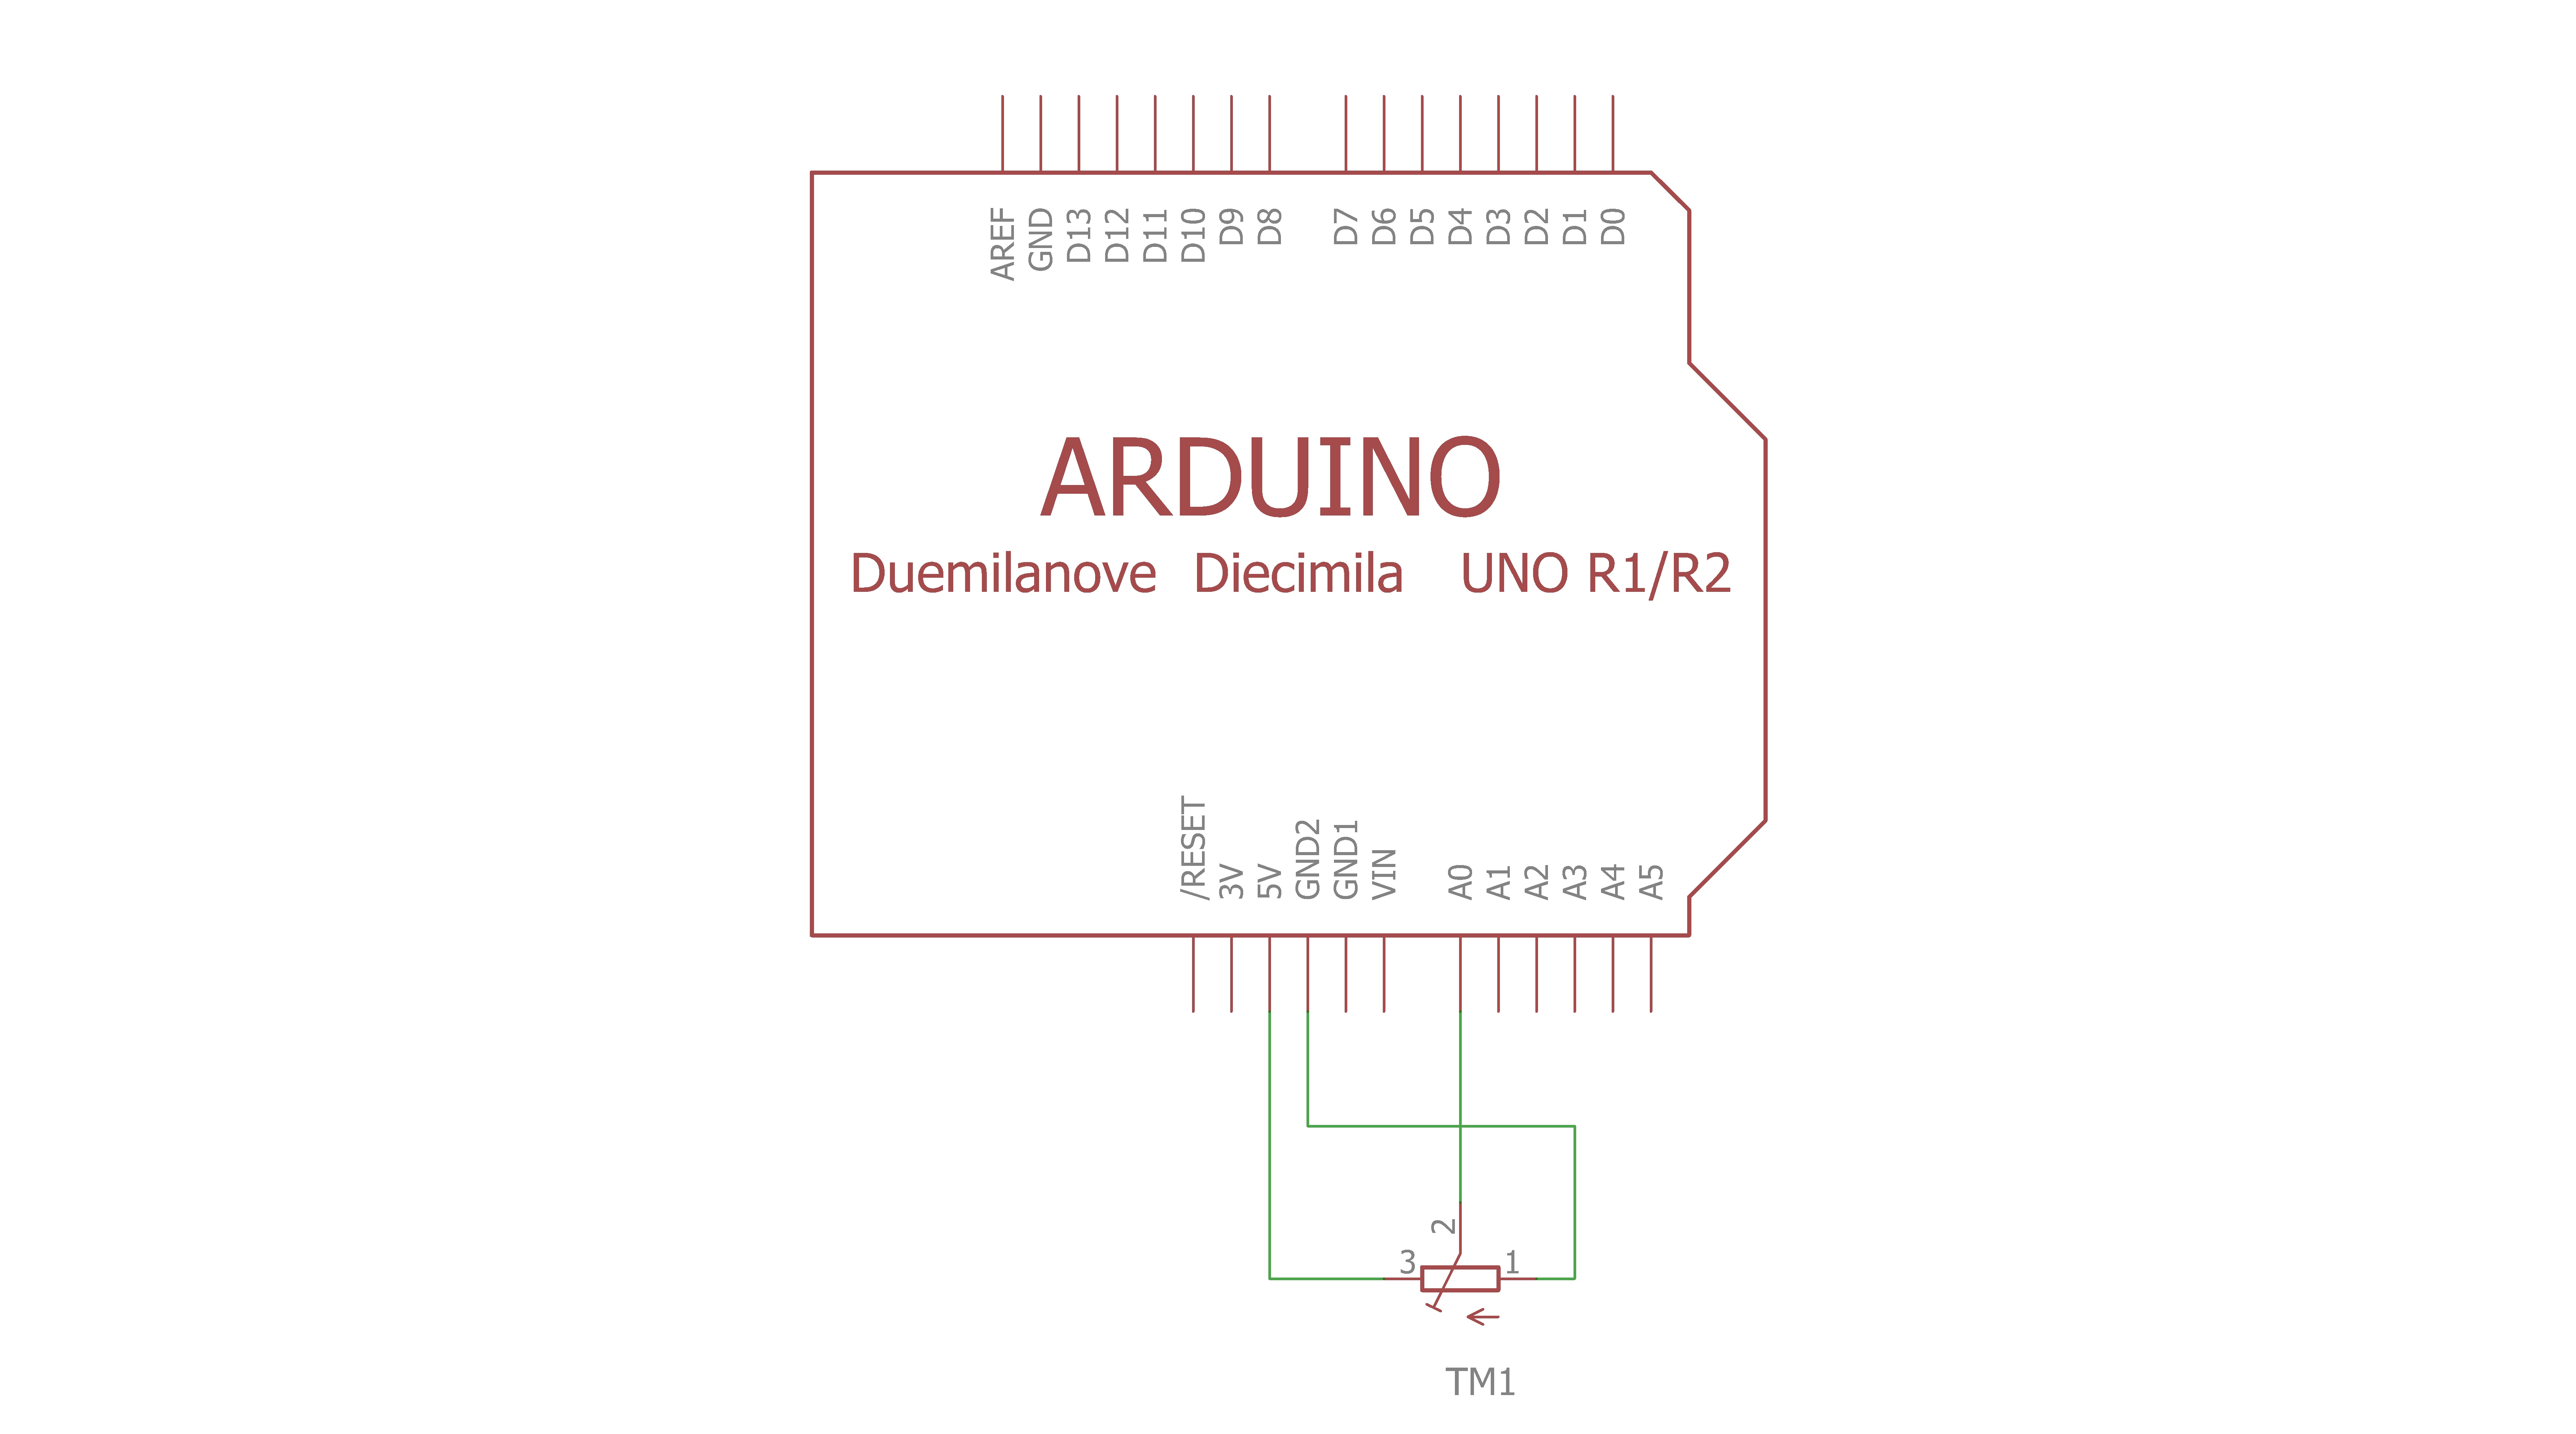 AREF
GND
D13
D12
D11
D10
D9
D8
D7
D6
D5
D4
D3
D2
D1
D0
ARDUINO
Duemilanove Diecimila UNO R1/R2
/RESET
3V
5V
GND2
GND1
VIN
A0
A1
A2
A3
A4
A5
2
3
1
TM1